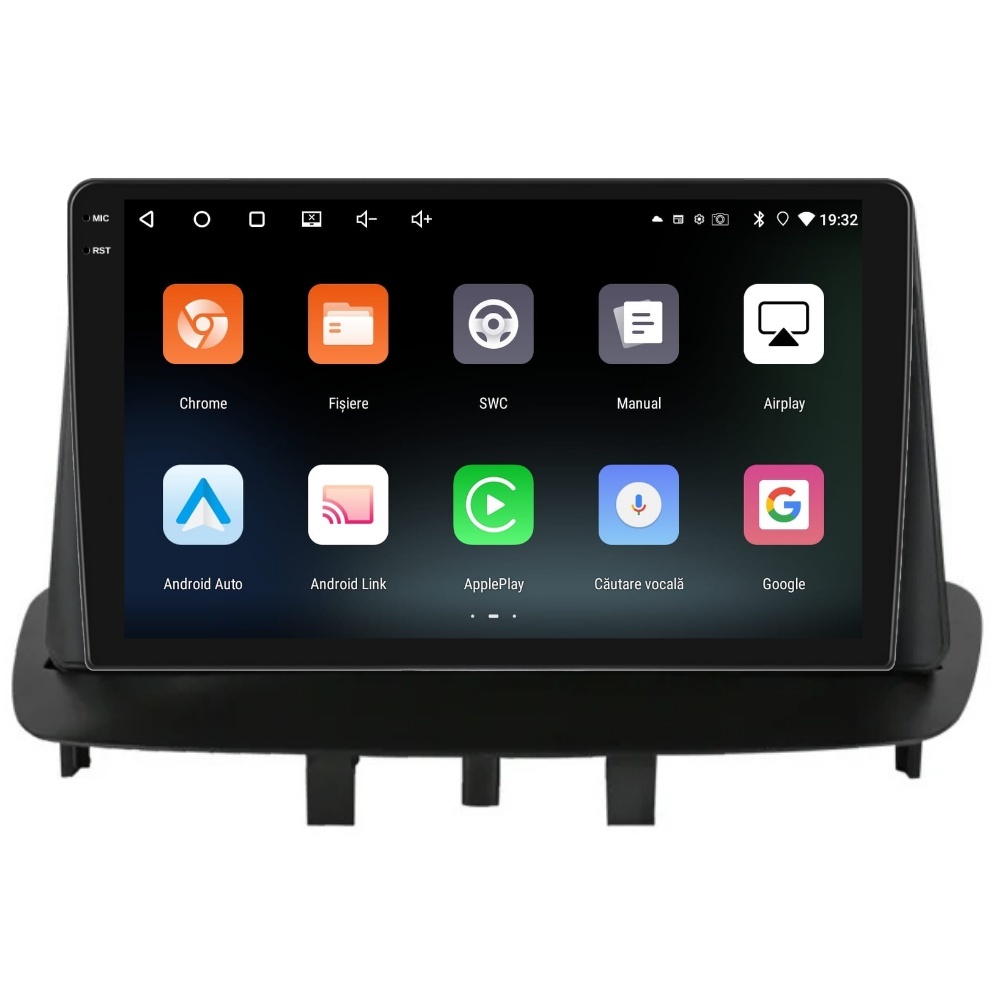 MIC
19:32
RST
Chrome
Fișiere
SWC
Manual
Airplay
Android Auto
Android Link
ApplePlay
Căutare vocală
Google